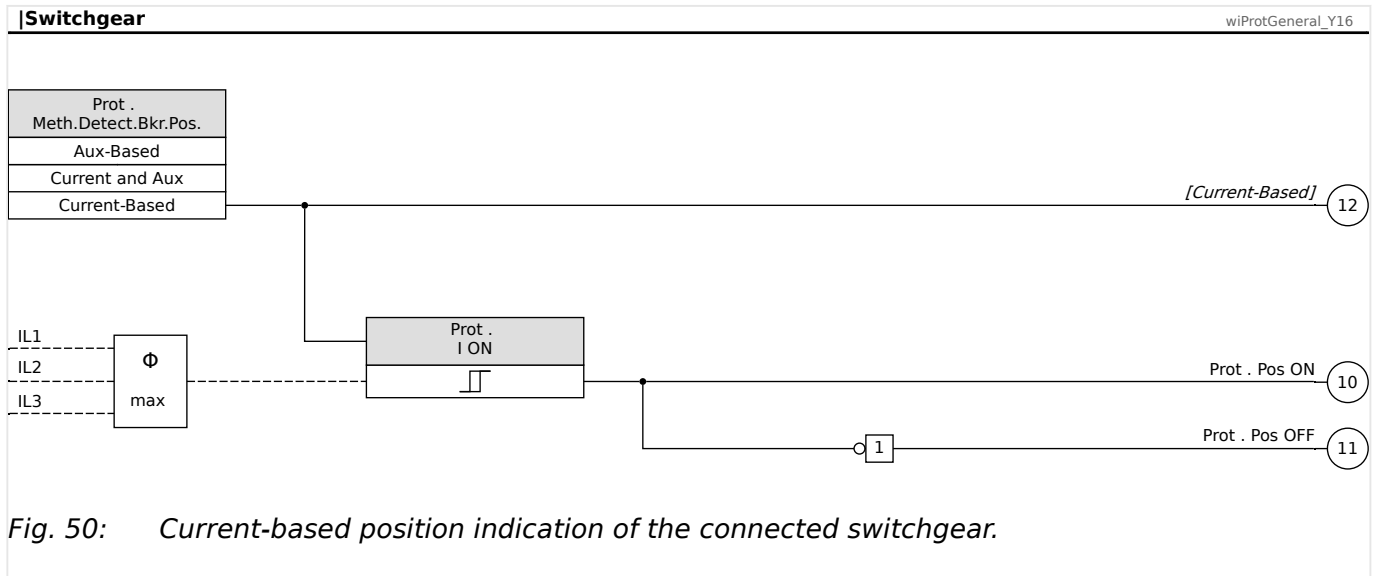 |Switchgear
wiProtGeneral_Y16
Prot .
Meth.Detect.Bkr.Pos.
Aux-Based
Current and Aux
Current-Based
[Current-Based]
12
IL1
IL2
IL3
Φ
max
Prot .
I ON
Prot . Pos ON
10
Prot . Pos OFF
1
11
Fig. 50: Current-based position indication of the connected switchgear.